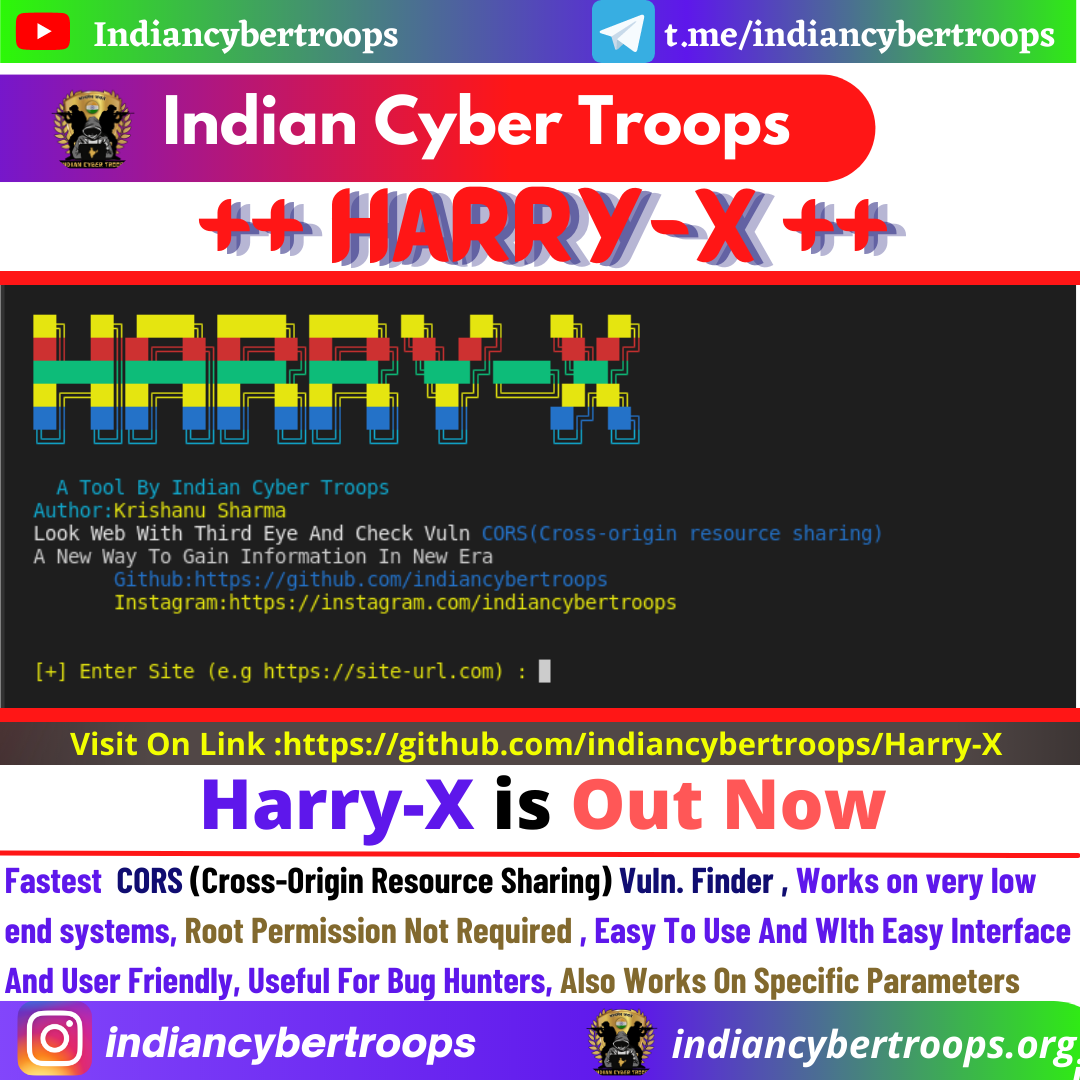 Indiancybertroops
t.me/indiancybertroops
Indian Cyber Troops
++ HARRY-X ++
HARRY-X
A Tool By Indian Cyber Troops
Author:Krishanu Sharma
Look Web With Third Eye And Check Vuln CORS(Cross-origin resource sharing)
A New Way To Gain Information In New Era
Github:https://github.com/indiancybertroops
Instagram:https://instagram.com/indiancybertroops
[+] Enter Site (e.g https://site-url.com) :
Visit On Link :https://github.com/indiancybertroops/Harry-X
Harry-X is Out Now
Fastest CORS (Cross-Origin Resource Sharing) Vuln. Finder , Works on very low
end systems, Root Permission Not Required , Easy To Use And WIth Easy Interface
And User Friendly, Useful For Bug Hunters, Also Works On Specific Parameters
indiancybertroops
indiancybertroops.org